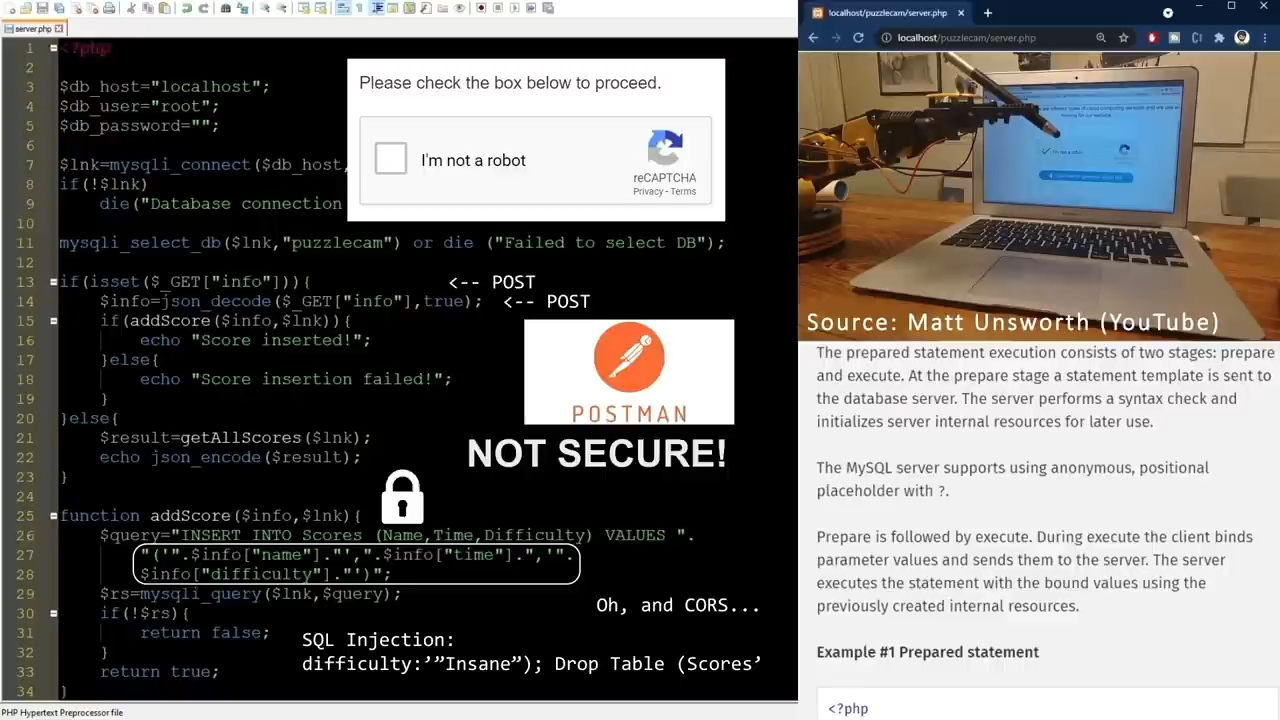 server.php
1 <?php
2
3 $db_host="localhost";
4 $db_user="root";
5 $db_password="";
6
7 $lnk=mysqli_connect($db_host,
8 if(!$lnk)
9 die("Database connection
10
11 mysqli_select_db($lnk,"puzzlecam") or die ("Failed to select DB");
12
13 if(isset($_GET["info"])){ <-- POST
14 $info=json_decode($_GET["info"],true); <-- POST
15 if(addScore($info,$lnk)){
16 echo "Score inserted!";
17 }else{
18 echo "Score insertion failed!";
19 }
20 }else{
21 $result=getAllScores($lnk);
22 echo json_encode($result);
23 }
24
25 function addScore($info,$lnk){
26 $query="INSERT INTO Scores (Name,Time,Difficulty) VALUES ".
27 "('".$info["name"]."',".$info["time"].",'".
28 $info["difficulty"]."')";
29 $rs=mysqli_query($lnk,$query);
30 if(!$rs){
31 return false;
32 }
33 return true;
34 }
PHP Hypertext Preprocessor file
Please check the box below to proceed.
I'm not a robot
reCAPTCHA
Privacy - Terms
POSTMAN
NOT SECURE!
Oh, and CORS...
SQL Injection:
difficulty:’”Insane”); Drop Table (Scores’
localhost/puzzlecam/server.php
localhost/puzzlecam/server.php
I'm not a robot
Source: Matt Unsworth (YouTube)
The prepared statement execution consists of two stages: prepare
and execute. At the prepare stage a statement template is sent to
the database server. The server performs a syntax check and
initializes server internal resources for later use.
The MySQL server supports using anonymous, positional
placeholder with ?.
Prepare is followed by execute. During execute the client binds
parameter values and sends them to the server. The server
executes the statement with the bound values using the
previously created internal resources.
Example #1 Prepared statement
<?php